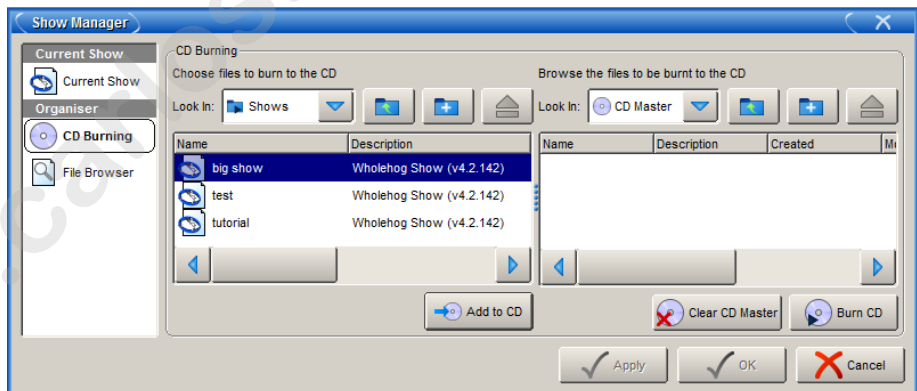 Show Manager
Current Show
Current Show
Organiser
CD Burning
File Browser
CD Burning
Choose files to burn to the CD
Look In: Shows
Name Description
big show Wholehog Show (v4.2.142)
test Wholehog Show (v4.2.142)
tutorial Wholehog Show (v4.2.142)
Add to CD
Browse the files to be burnt to the CD
Look In: CD Master
Name Description Created
Clear CD Master Burn CD
Apply OK Cancel